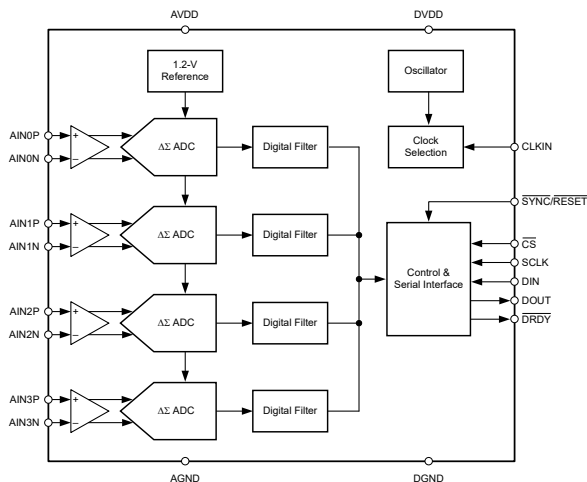 AVDD
DVDD
1.2-V
Reference
Oscillator
AIN0P
AIN0N
+
–
ΔΣ ADC
Digital Filter
Clock
Selection
CLKIN
SYNC/RESET
AIN1P
AIN1N
+
–
ΔΣ ADC
Digital Filter
Control &
Serial Interface
CS
SCLK
DIN
DOUT
DRDY
AIN2P
AIN2N
+
–
ΔΣ ADC
Digital Filter
AIN3P
AIN3N
+
–
ΔΣ ADC
Digital Filter
AGND
DGND